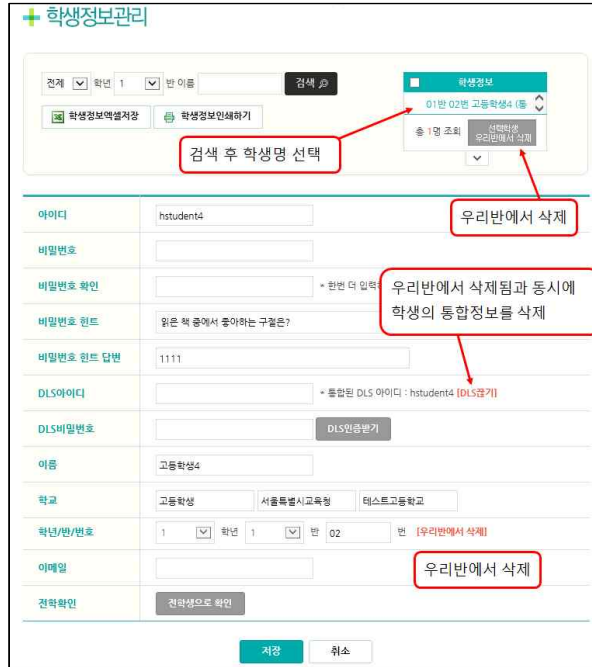 학생정보관리
전체 학년 1 반 이름 검색
학생정보엑셀저장 학생정보인쇄하기
학생정보
01반 02번 고등학생4 (통
총 1명 조회
선택학생
우리반에서 삭제
검색 후 학생명 선택
우리반에서 삭제
아이디 hstudent4
비밀번호
비밀번호 확인 * 한번 더 입력
우리반에서 삭제됨과 동시에
학생의 통합정보를 삭제
비밀번호 힌트 읽은 책 중에서 좋아하는 구절은?
비밀번호 힌트 답변 1111
DLS아이디 * 통합된 DLS 아이디 : hstudent4 [DLS끊기]
DLS비밀번호 DLS인증받기
이름 고등학생4
학교 고등학생 서울특별시교육청 테스트고등학교
학년/반/번호 1 학년 1 반 02 번 [우리반에서 삭제]
이메일
우리반에서 삭제
전학확인 전학생으로 확인
저장 취소